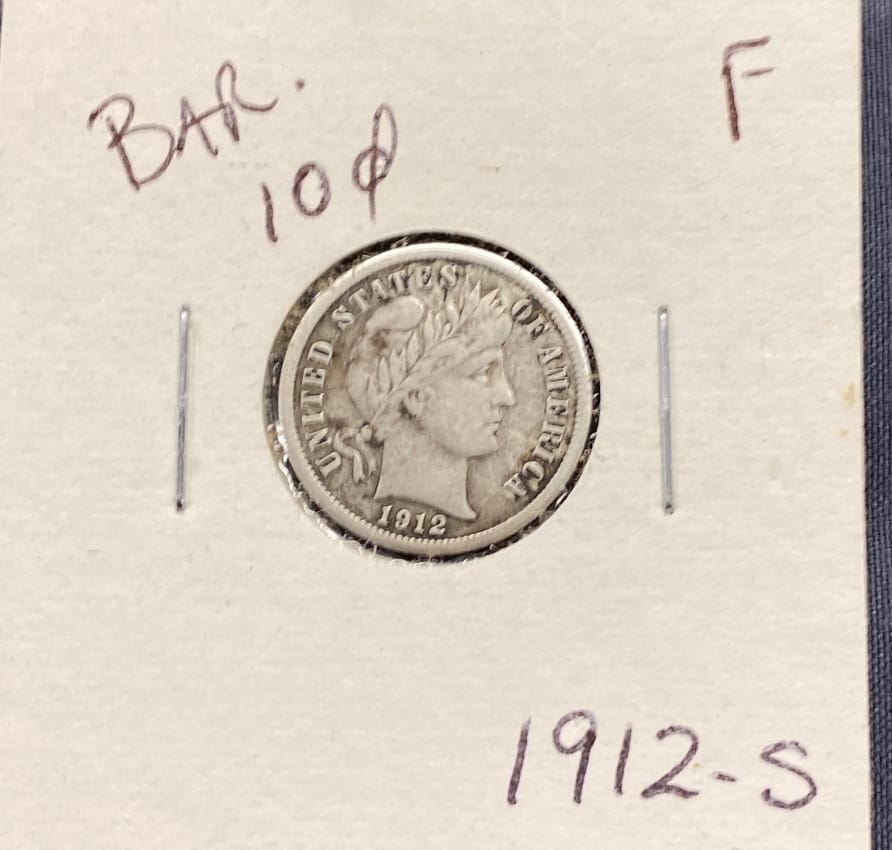 BAR.
10¢
F
UNITED STATES OF AMERICA
1912
1912-S